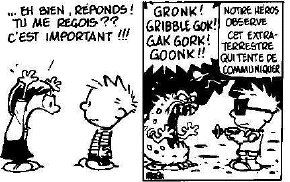 ... EH BIEN, RÉPONDS!
TU ME REÇOIS??
C'EST IMPORTANT !!!
GRONK!
GRIBBLE GOK!
GAK GORK!
GOONK!!
NOTRE HÉROS
OBSERVE
CET EXTRA-
TERRESTRE
QUI TENTE DE
COMMUNIQUER